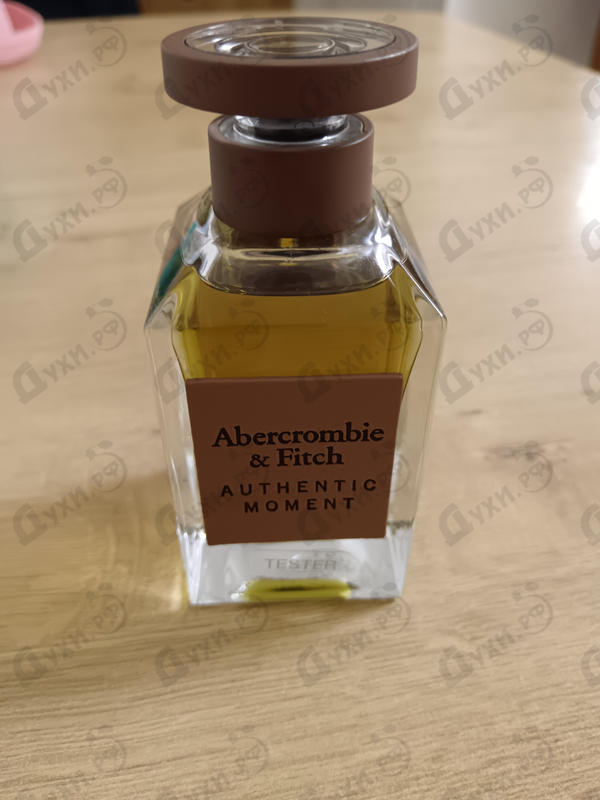 Abercrombie
& Fitch
AUTHENTIC
MOMENT
TESTER
Духи.рф